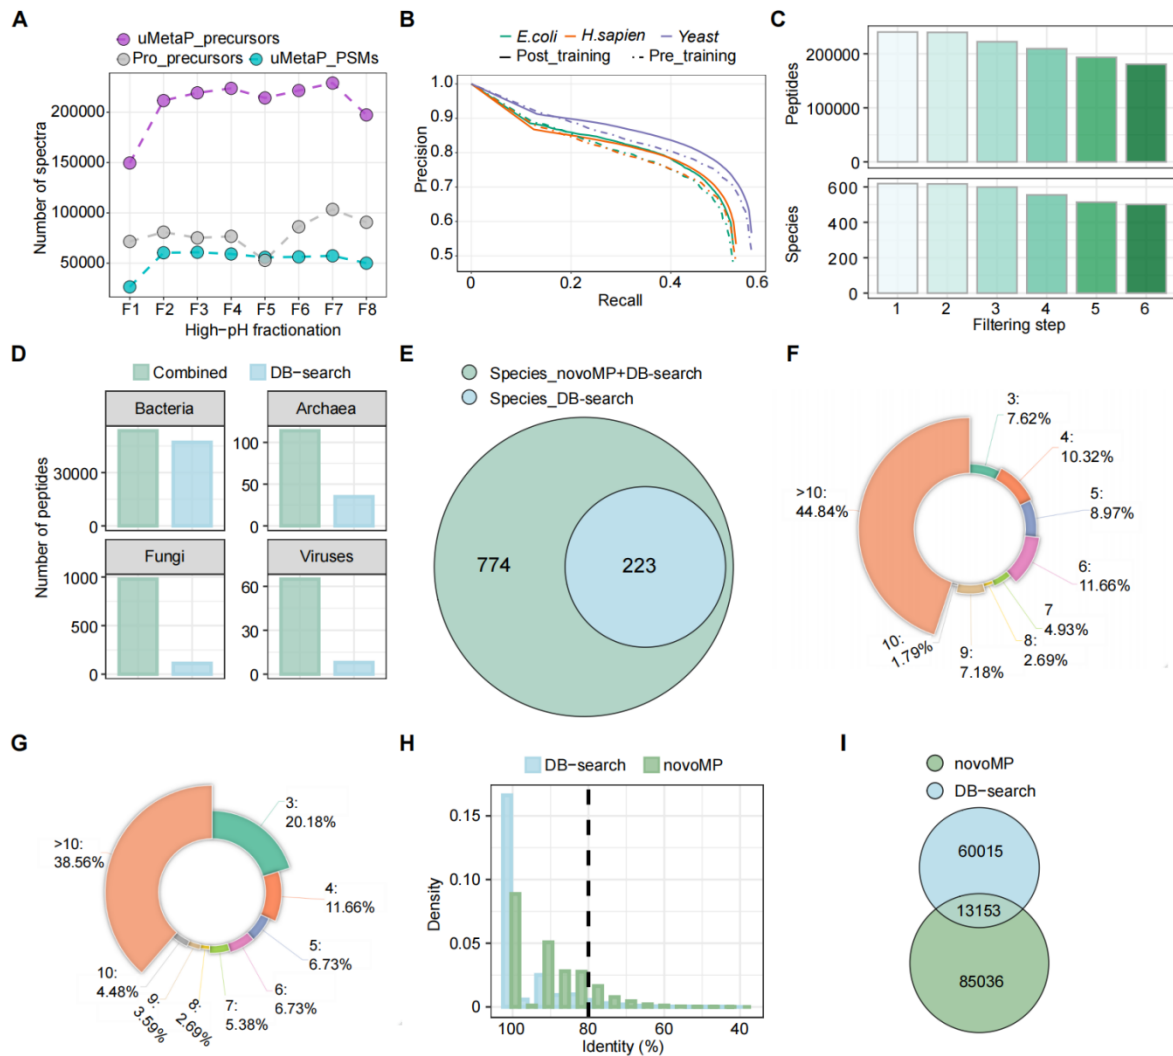 A
uMetaP_precursors
Pro_precursors uMetaP_PSMs
Number of spectra
200000
150000
100000
50000
F1 F2 F3 F4 F5 F6 F7 F8
High−pH fractionation
B
E.coli H.sapien Yeast
Post_training Pre_training
Precision
1.0
0.9
0.8
0.7
0.6
0.5
0 0.2 0.4 0.6
Recall
C
Peptides
200000
100000
0
Species
600
400
200
0
1 2 3 4 5 6
Filtering step
D
Combined DB−search
Number of peptides
Bacteria
30000
0
Archaea
100
50
0
Fungi
1000
500
0
Viruses
60
30
0
E
Species_novoMP+DB-search
Species_DB-search
774
223
F
3:
7.62%
4:
10.32%
5:
8.97%
6:
11.66%
7
4.93%
8:
2.69%
9:
7.18%
10:
1.79%
>10:
44.84%
G
3:
20.18%
4:
11.66%
5:
6.73%
6:
6.73%
7:
5.38%
8:
2.69%
9:
3.59%
10:
4.48%
>10:
38.56%
H
DB−search novoMP
Density
0.15
0.10
0.05
0
100 80 60 40
Identity (%)
I
novoMP
DB-search
60015
13153
85036